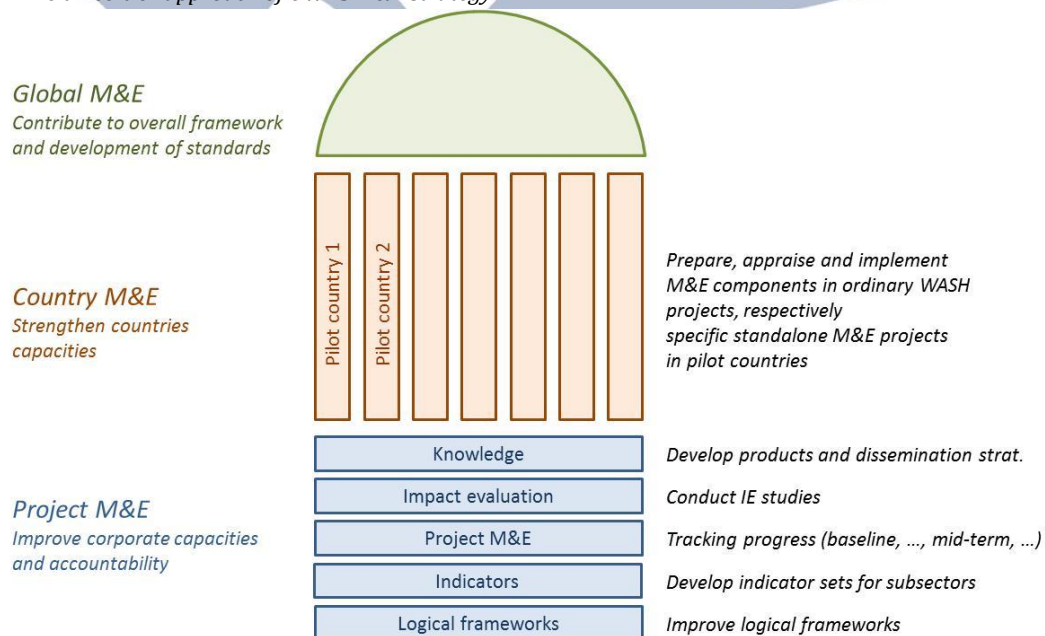 Global M&E
Contribute to overall framework
and development of standards
Pilot country 1
Pilot country 2
Country M&E
Strengthen countries
capacities
Prepare, appraise and implement
M&E components in ordinary WASH
projects, respectively
specific standalone M&E projects
in pilot countries
Project M&E
Improve corporate capacities
and accountability
Knowledge
Develop products and dissemination strat.
Impact evaluation
Conduct IE studies
Project M&E
Tracking progress (baseline, …, mid-term, …)
Indicators
Develop indicator sets for subsectors
Logical frameworks
Improve logical frameworks